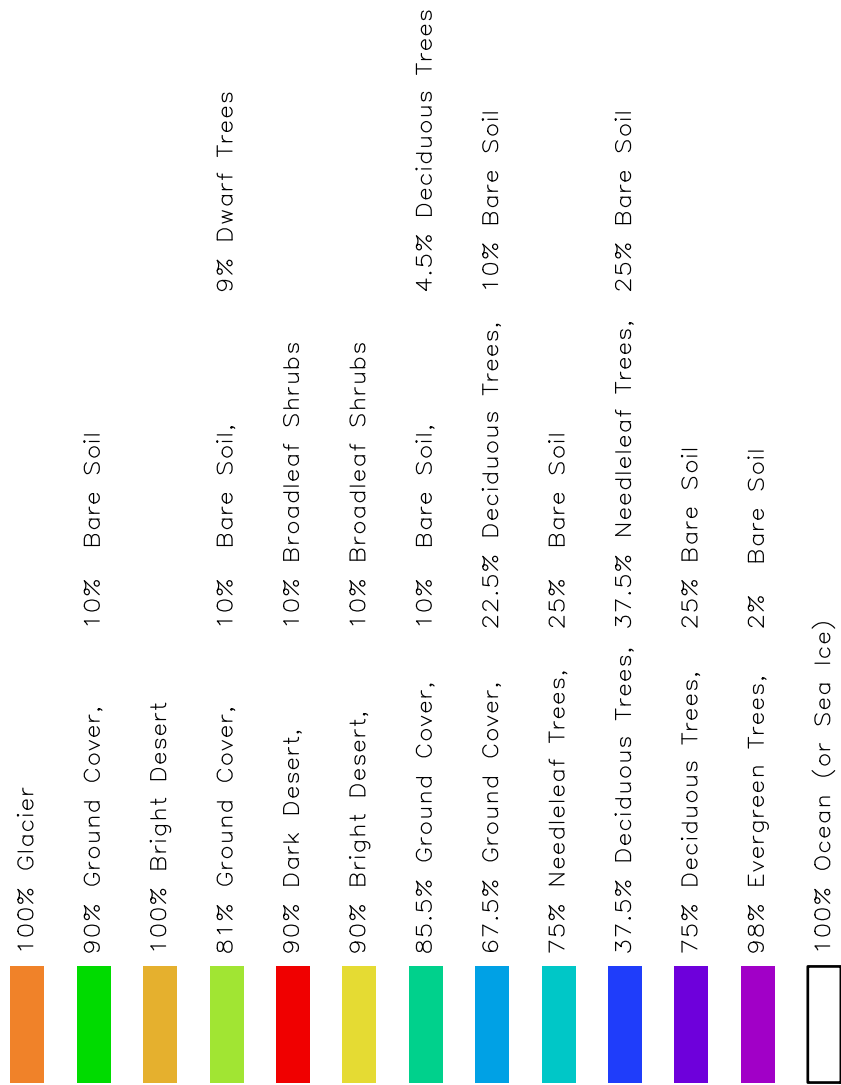 100% Glacier
90% Ground Cover, 10% Bare Soil
100% Bright Desert
81% Ground Cover, 10% Bare Soil, 9% Dwarf Trees
90% Dark Desert, 10% Broadleaf Shrubs
90% Bright Desert, 10% Broadleaf Shrubs
85.5% Ground Cover, 10% Bare Soil, 4.5% Deciduous Trees
67.5% Ground Cover, 22.5% Deciduous Trees, 10% Bare Soil
75% Needleleaf Trees, 25% Bare Soil
37.5% Deciduous Trees, 37.5% Needleleaf Trees, 25% Bare Soil
75% Deciduous Trees, 25% Bare Soil
98% Evergreen Trees, 2% Bare Soil
100% Ocean (or Sea Ice)